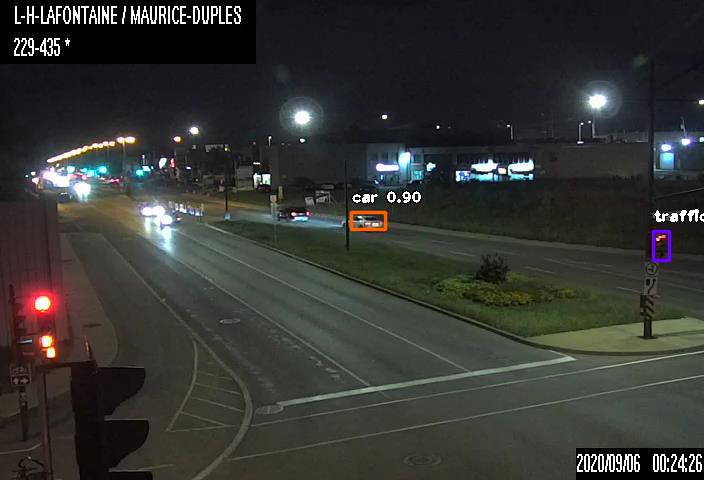 L-H-LAFONTAINE / MAURICE-DUPLES
229-435 *
car 0.90
traffic
2020/09/06 00:24:26